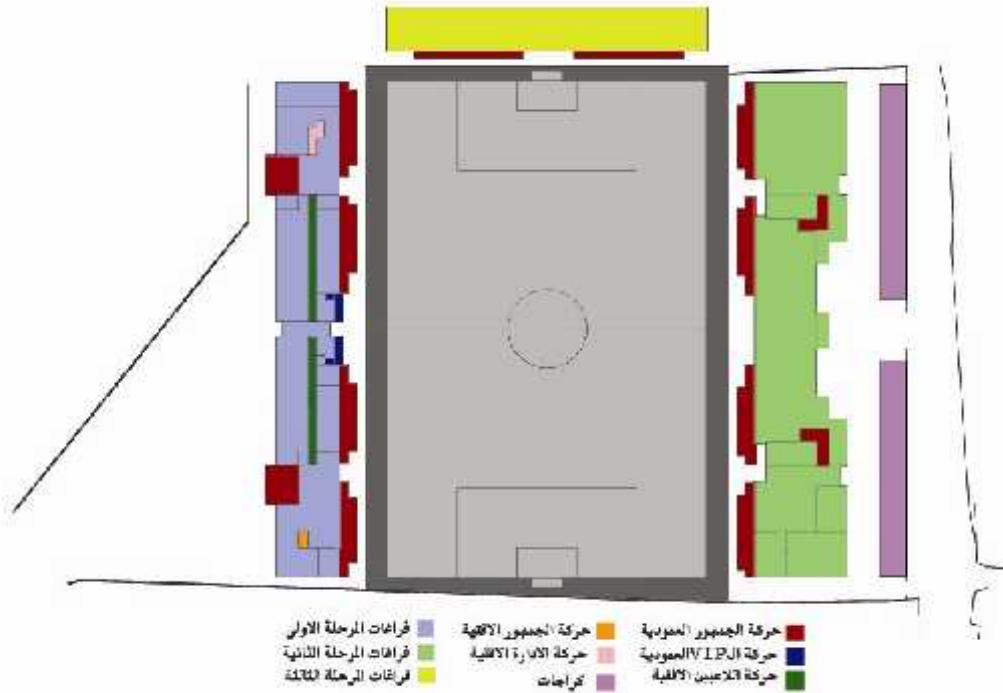 حركة الجمهور العمودية حركة الجمهور الافقية فراغات المرحلة الاولى
حركة الـV.I.P العمودية حركة الادارة الافقية فراغات المرحلة الثانية
حركة اللاعبين الافقية كراجات فراغات المرحلة الثالثة